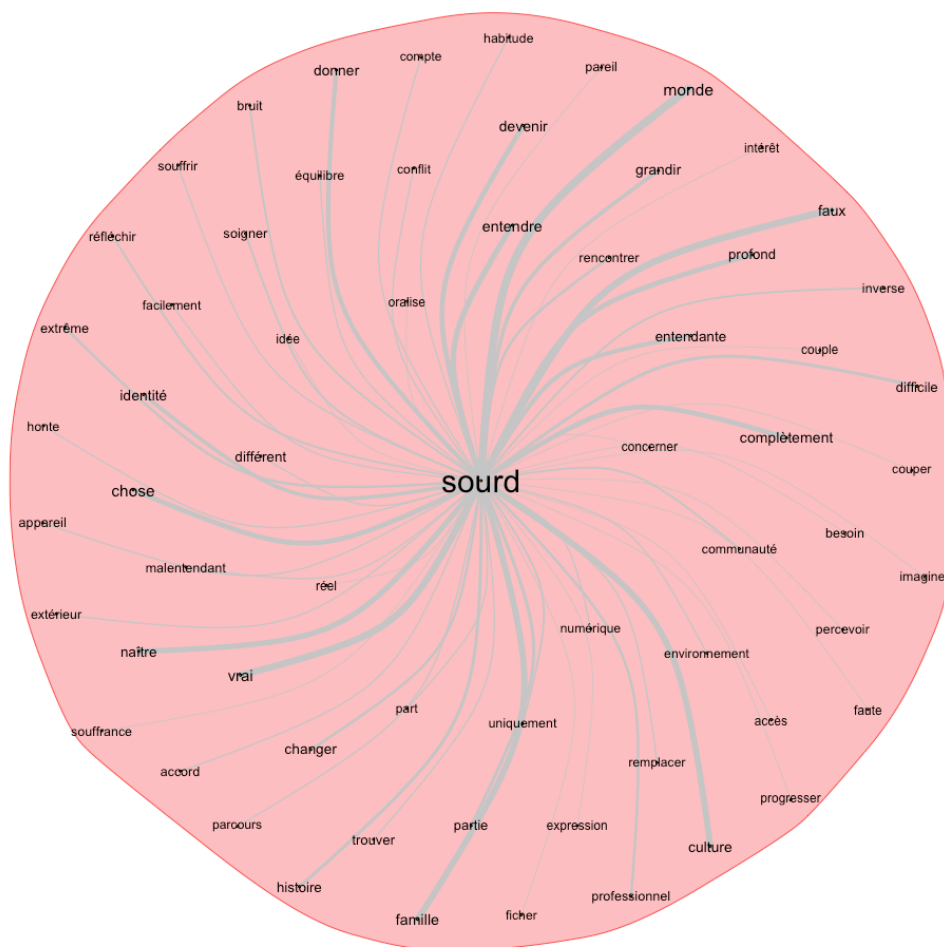 habitude
compte
donner
pareil
monde
bruit
devenir
intérêt
souffrir
équilibre
conflit
grandir
faux
entendre
soigner
réfléchir
rencontrer
profond
inverse
facilement
oralise
extrême
idée
entendante
couple
difficile
identité
honte
complètement
concerner
différent
couper
sourd
chose
appareil
besoin
communauté
malentendant
imagine
réel
extérieur
numérique
percevoir
naître
environnement
vrai
part
faute
souffrance
uniquement
accès
changer
accord
remplacer
progresser
parcours
partie
expression
trouver
culture
histoire
professionnel
famille
ficher